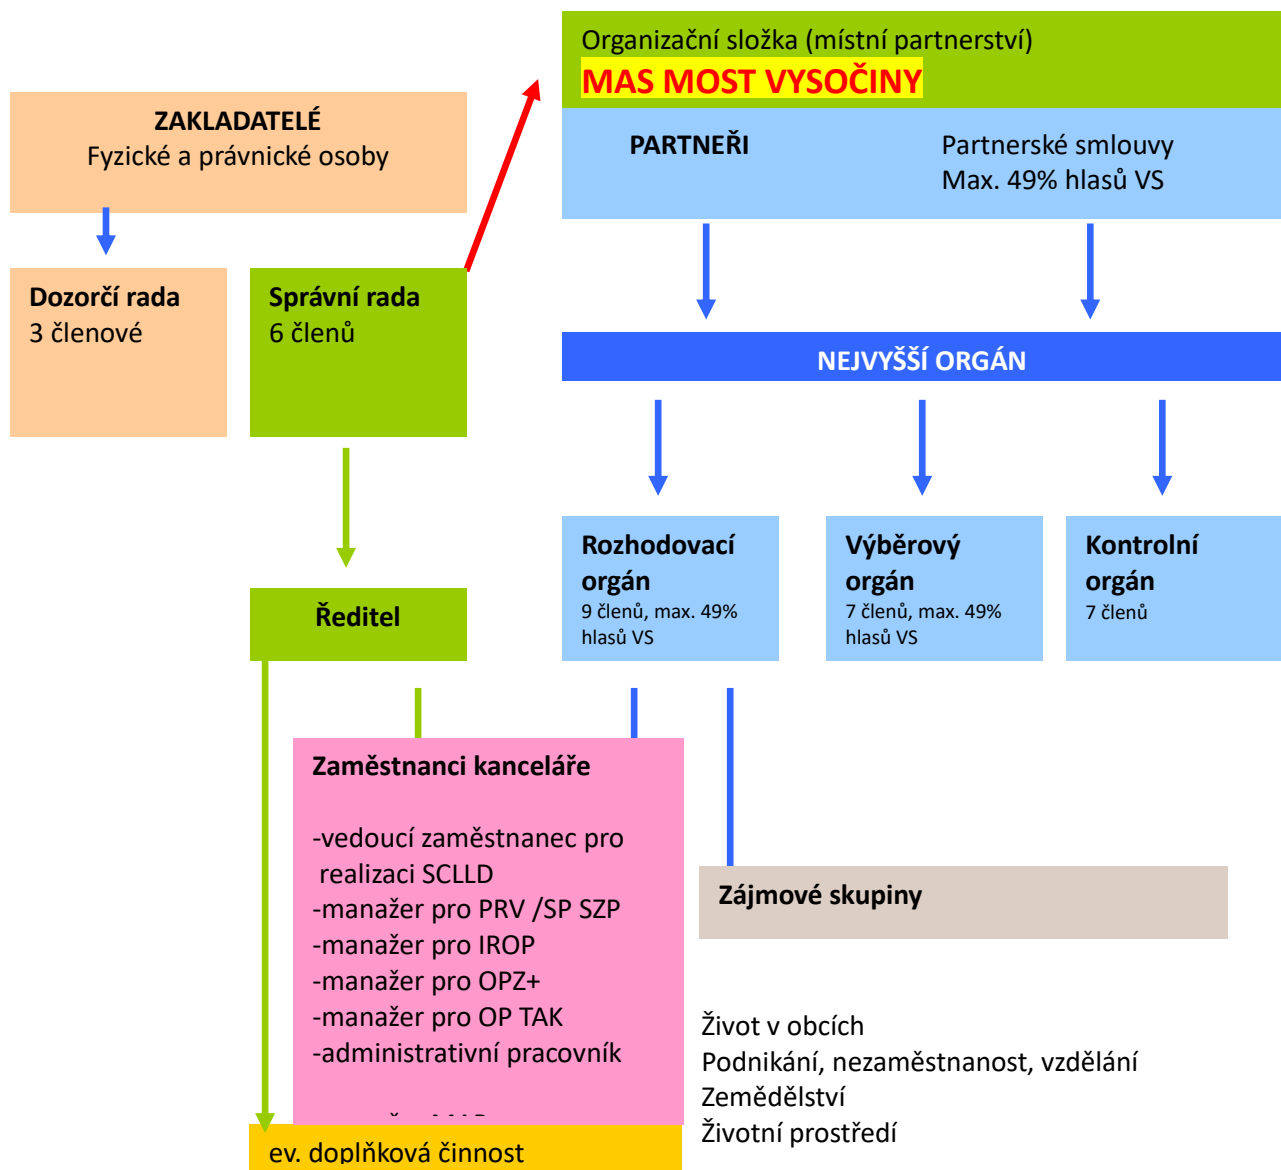 Organizační složka (místní partnerství)
MAS MOST VYSOČINY
ZAKLADATELÉ
Fyzické a právnické osoby
PARTNEŘI
Partnerské smlouvy
Max. 49% hlasů VS
Dozorčí rada
3 členové
Správní rada
6 členů
NEJVYŠŠÍ ORGÁN
Rozhodovací
orgán
9 členů, max. 49%
hlasů VS
Výběrový
orgán
7 členů, max. 49%
hlasů VS
Kontrolní
orgán
7 členů
Ředitel
Zaměstnanci kanceláře
-vedoucí zaměstnanec pro
realizaci SCLLD
-manažer pro PRV /SP SZP
-manažer pro IROP
-manažer pro OPZ+
-manažer pro OP TAK
-administrativní pracovník
Zájmové skupiny
Život v obcích
Podnikání, nezaměstnanost, vzdělání
Zemědělství
Životní prostředí
ev. doplňková činnost